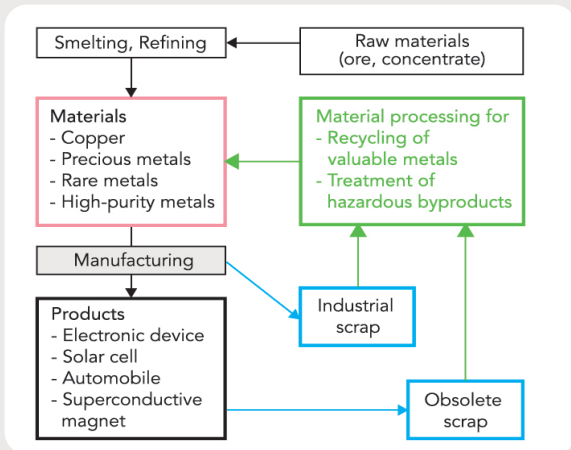 Smelting, Refining
Raw materials
(ore, concentrate)
Materials
- Copper
- Precious metals
- Rare metals
- High-purity metals
Material processing for
- Recycling of
valuable metals
- Treatment of
hazardous byproducts
Manufacturing
Industrial
scrap
Products
- Electronic device
- Solar cell
- Automobile
- Superconductive
magnet
Obsolete
scrap